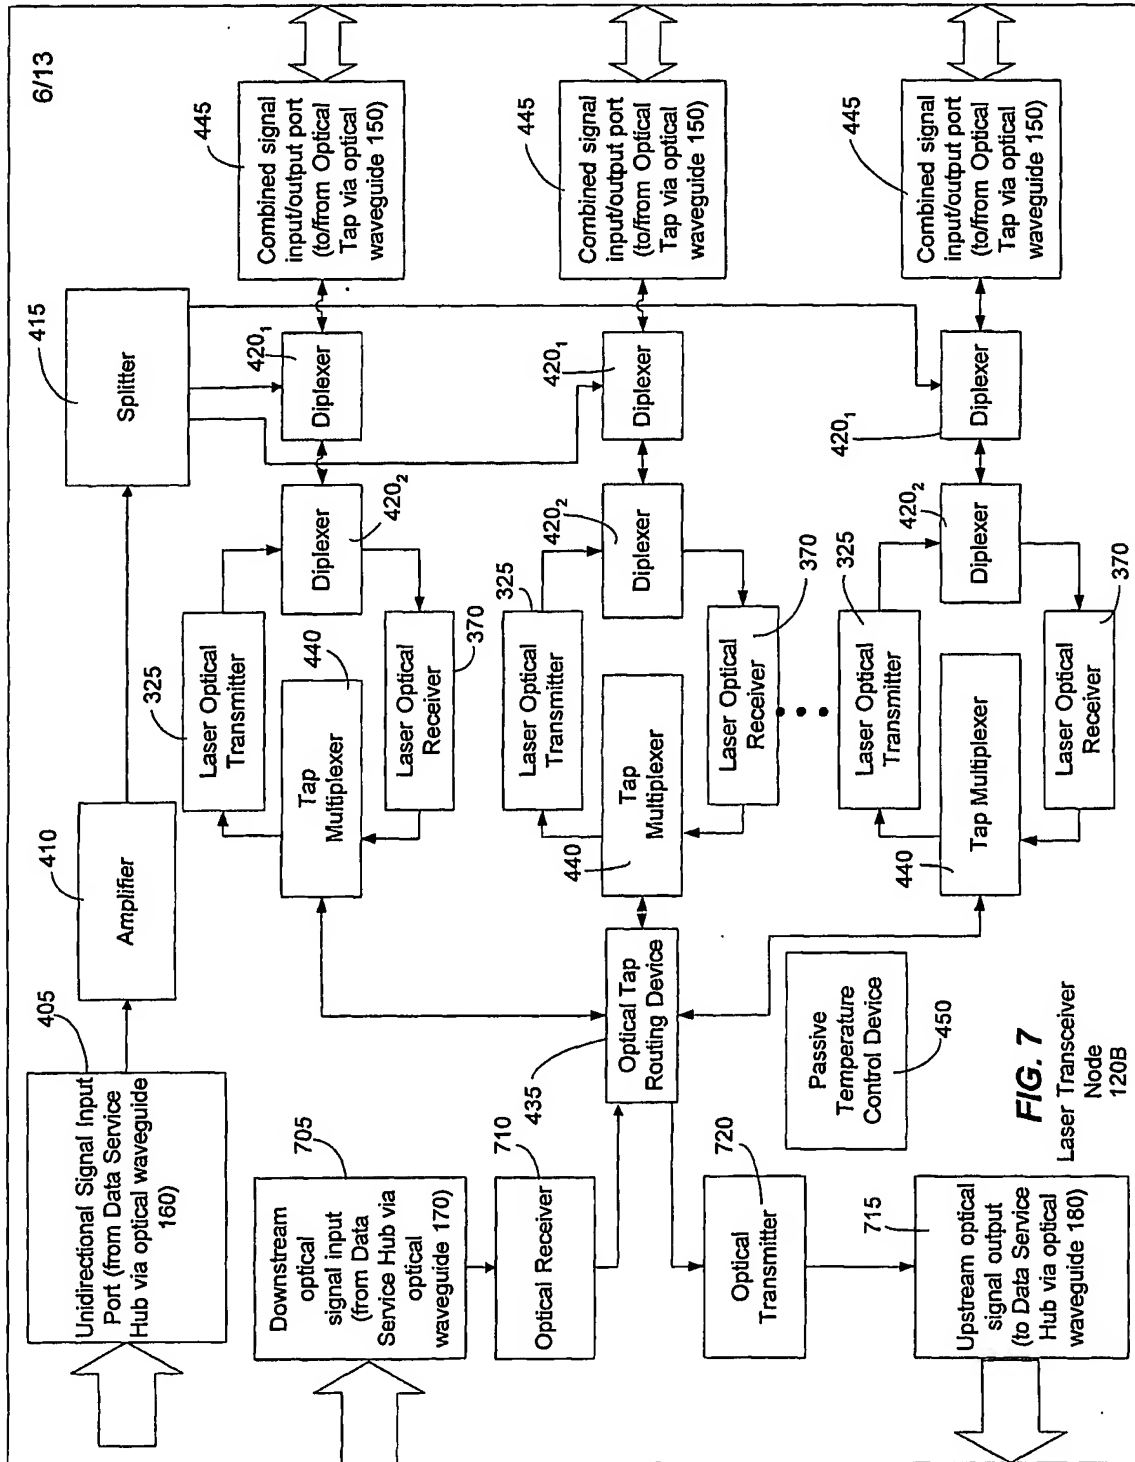 6/13
405
Unidirectional Signal Input
Port (from Data Service
Hub via optical waveguide
160)
410
Amplifier
415
Splitter
325
Laser Optical
Transmitter
440
Tap
Multiplexer
Laser Optical
Receiver
370
Diplexer
420₂
420₁
Diplexer
445
Combined signal
input/output port
(to/from Optical
Tap via optical
waveguide 150)
325
Laser Optical
Transmitter
Tap
Multiplexer
440
Laser Optical
Receiver
370
420₂
Diplexer
420₁
Diplexer
445
Combined signal
input/output port
(to/from Optical
Tap via optical
waveguide 150)
325
Laser Optical
Transmitter
Tap Multiplexer
440
Laser Optical
Receiver
370
420₂
Diplexer
420₁
Diplexer
445
Combined signal
input/output port
(to/from Optical
Tap via optical
waveguide 150)
705
Downstream
optical
signal input
(from Data
Service Hub via
optical
waveguide 170)
710
Optical Receiver
435
Optical Tap
Routing Device
720
Optical
Transmitter
715
Upstream optical
signal output
(to Data Service
Hub via optical
waveguide 180)
Passive
Temperature
Control Device
450
FIG. 7
Laser Transceiver
Node
120B